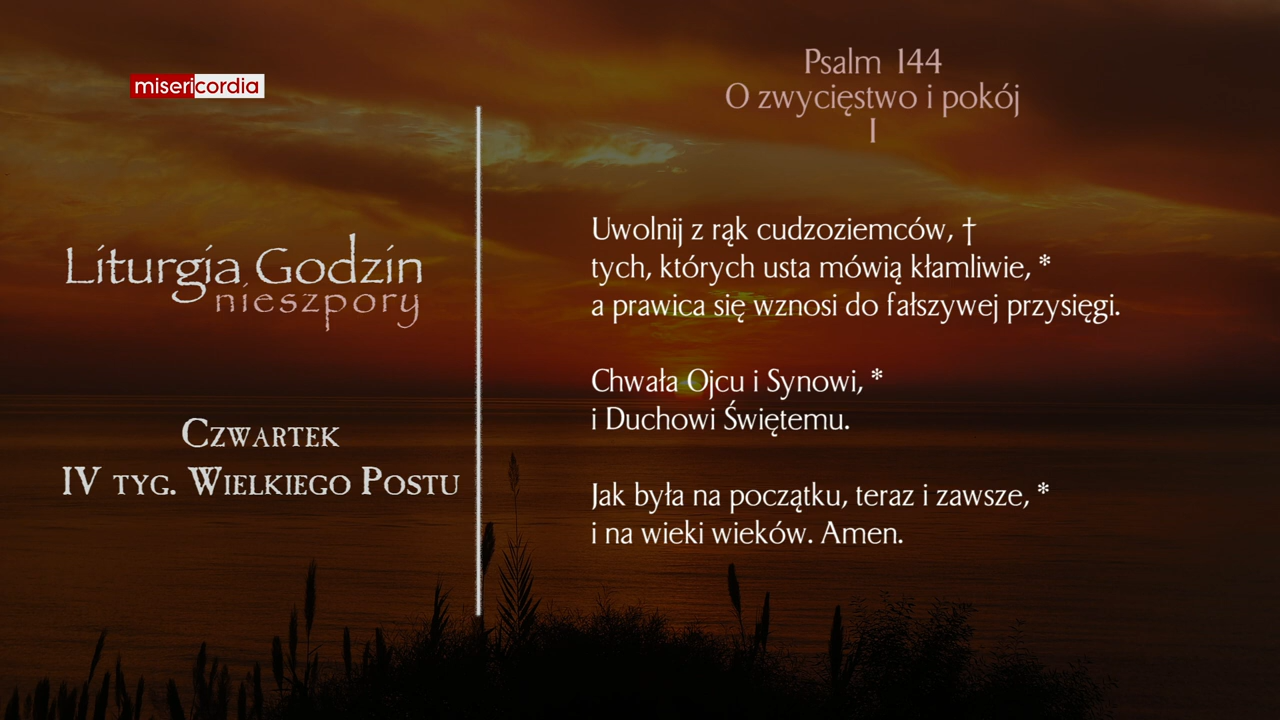 misericordia
Liturgia Godzin
nieszpory
Czwartek
IV tyg. Wielkiego Postu
Psalm 144
O zwycięstwo i pokój
I
Uwolnij z rąk cudzoziemców, †
tych, których usta mówią kłamliwie, *
a prawica się wznosi do fałszywej przysięgi.
Chwała Ojcu i Synowi, *
i Duchowi Świętemu.
Jak była na początku, teraz i zawsze, *
i na wieki wieków. Amen.